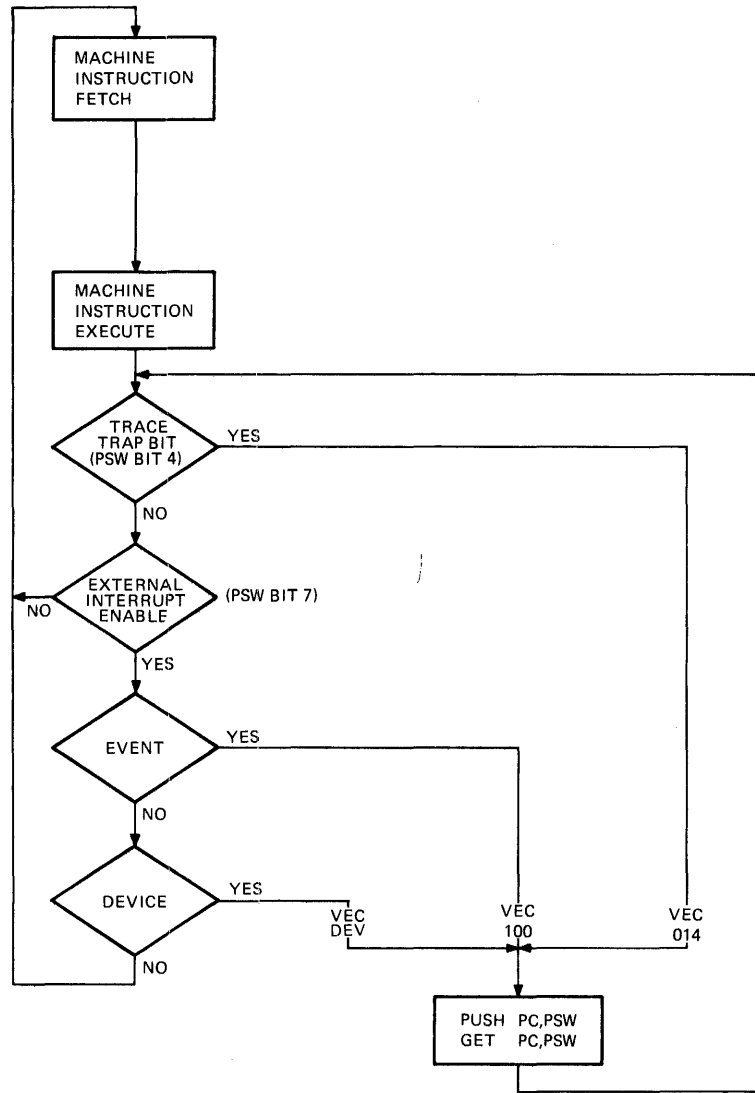 MACHINE
INSTRUCTION
FETCH
MACHINE
INSTRUCTION
EXECUTE
TRACE
TRAP BIT
(PSW BIT 4)
YES
NO
EXTERNAL
INTERRUPT
ENABLE
(PSW BIT 7)
NO
YES
EVENT
YES
NO
DEVICE
YES
NO
VEC
DEV
VEC
100
VEC
014
PUSH PC,PSW
GET PC,PSW